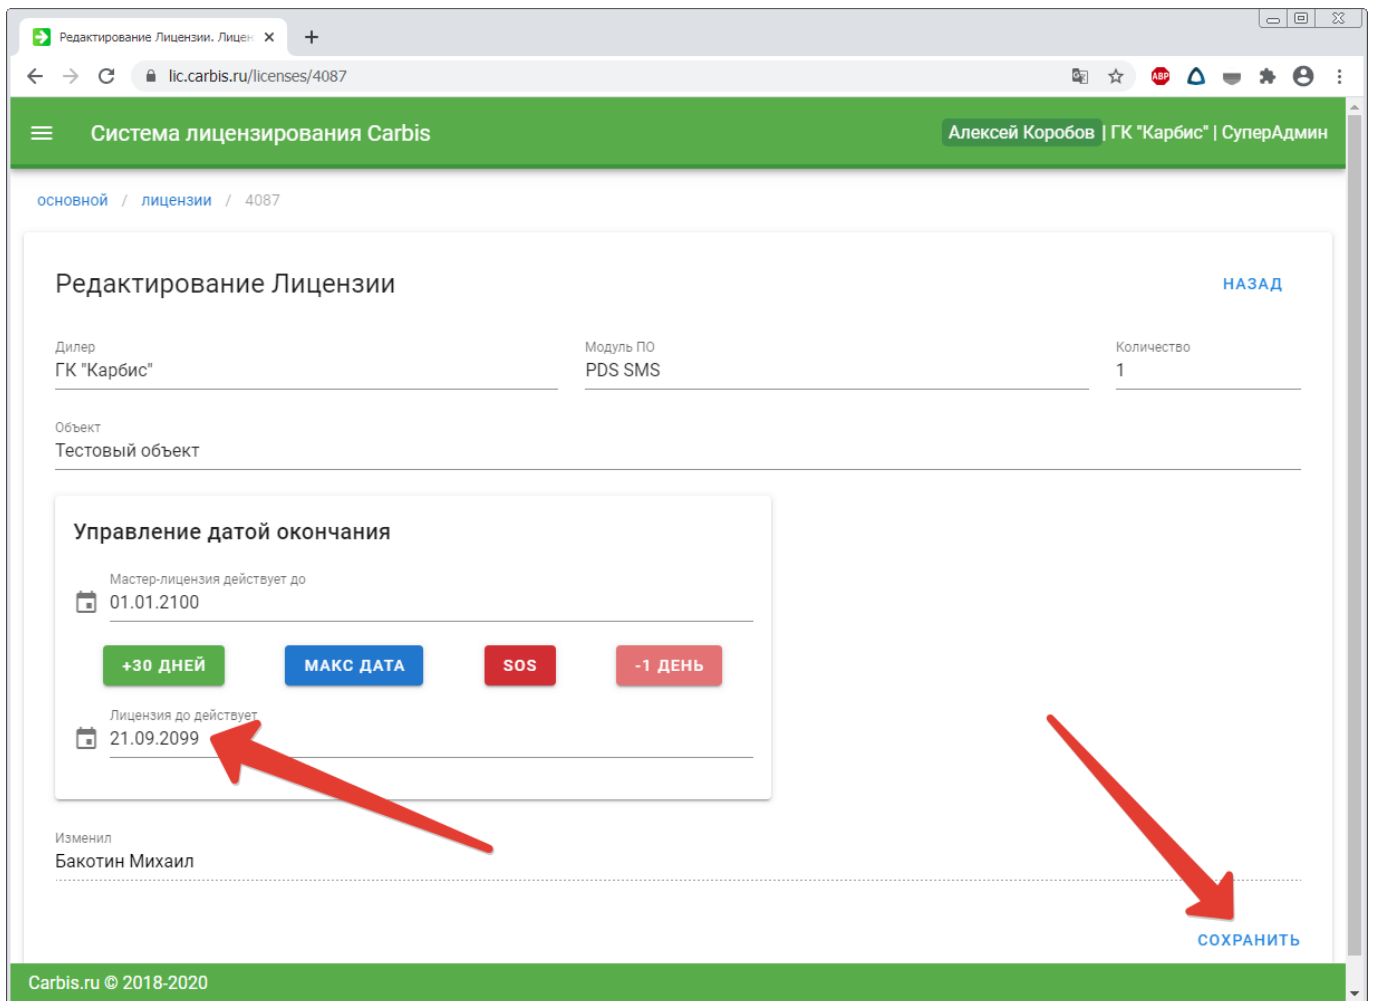 Редактирование Лицензии. Лицен
lic.carbis.ru/licenses/4087
ABP
Система лицензирования Carbis
Алексей Коробов | ГК "Карбис" | СуперАдмин
основной / лицензии / 4087
Редактирование Лицензии
НАЗАД
Дилер
ГК "Карбис"
Модуль ПО
PDS SMS
Количество
1
Объект
Тестовый объект
Управление датой окончания
Мастер-лицензия действует до
01.01.2100
+30 ДНЕЙ
МАКС ДАТА
SOS
-1 ДЕНЬ
Лицензия до действует
21.09.2099
Изменил
Бакотин Михаил
СОХРАНИТЬ
Carbis.ru © 2018-2020